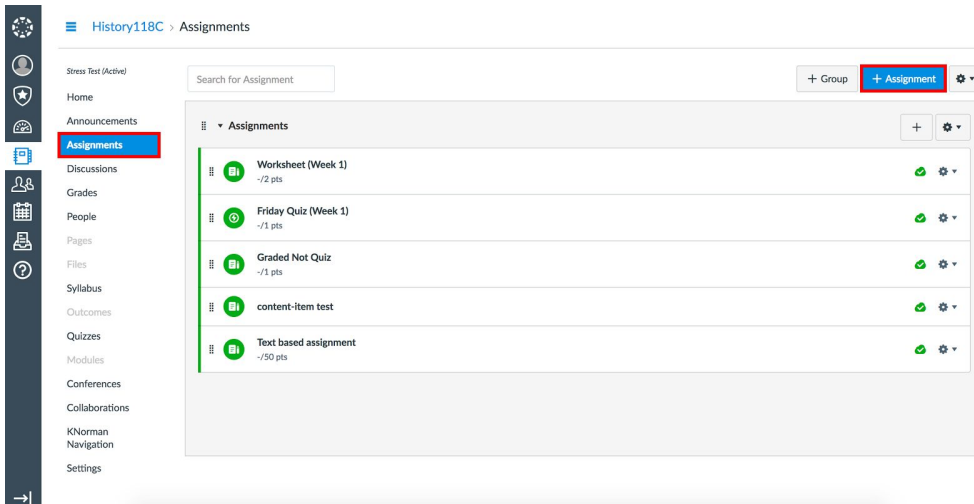 History118C > Assignments
Stress Test (Active)
Home
Announcements
Assignments
Discussions
Grades
People
Pages
Files
Syllabus
Outcomes
Quizzes
Modules
Conferences
Collaborations
KNorman
Navigation
Settings
Search for Assignment
+ Group
+ Assignment
Assignments
+
Worksheet (Week 1)
-/2 pts
Friday Quiz (Week 1)
-/1 pts
Graded Not Quiz
-/1 pts
content-item test
Text based assignment
-/50 pts